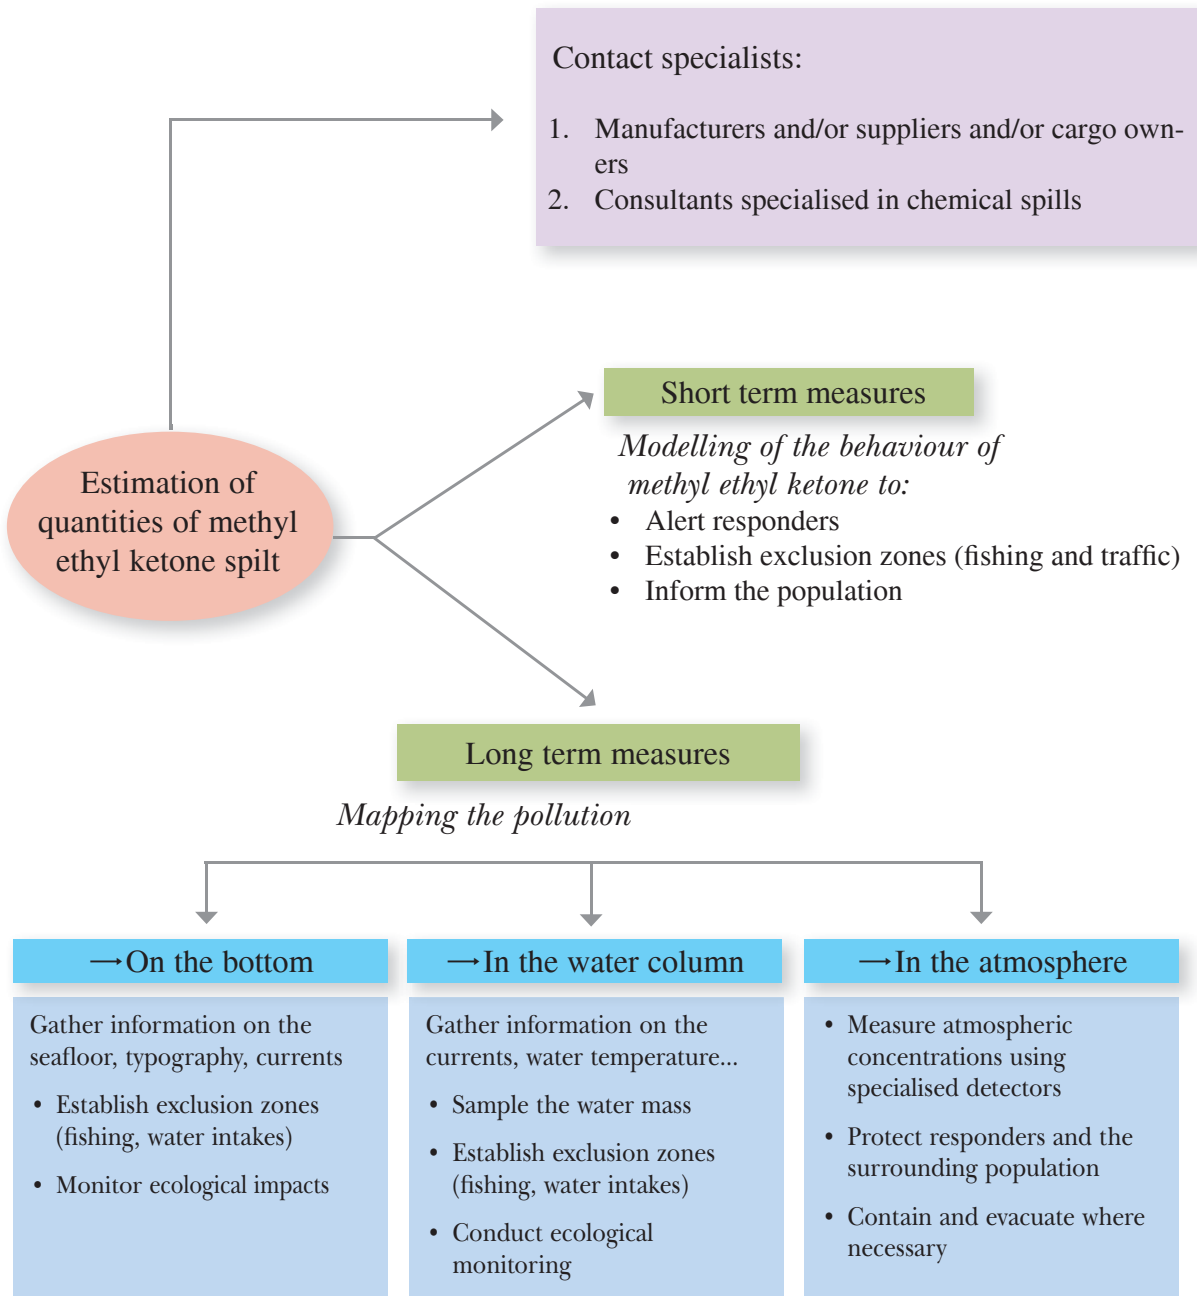 Contact specialists:
1. Manufacturers and/or suppliers and/or cargo own-
ers
2. Consultants specialised in chemical spills
Estimation of
quantities of methyl
ethyl ketone spilt
Short term measures
Modelling of the behaviour of
methyl ethyl ketone to:
• Alert responders
• Establish exclusion zones (fishing and traffic)
• Inform the population
Long term measures
Mapping the pollution
→On the bottom
Gather information on the
seafloor, typography, currents
• Establish exclusion zones
(fishing, water intakes)
• Monitor ecological impacts
→In the water column
Gather information on the
currents, water temperature...
• Sample the water mass
• Establish exclusion zones
(fishing, water intakes)
• Conduct ecological
monitoring
→In the atmosphere
• Measure atmospheric
concentrations using
specialised detectors
• Protect responders and the
surrounding population
• Contain and evacuate where
necessary